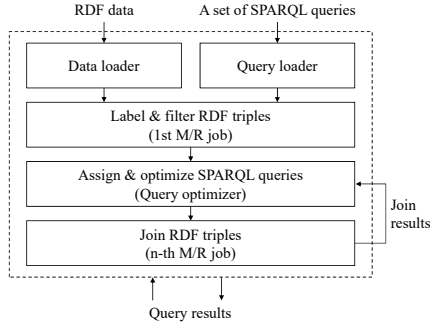 RDF data
A set of SPARQL queries
Data loader
Query loader
Label & filter RDF triples
(1st M/R job)
Assign & optimize SPARQL queries
(Query optimizer)
Join RDF triples
(n-th M/R job)
Join
results
Query results